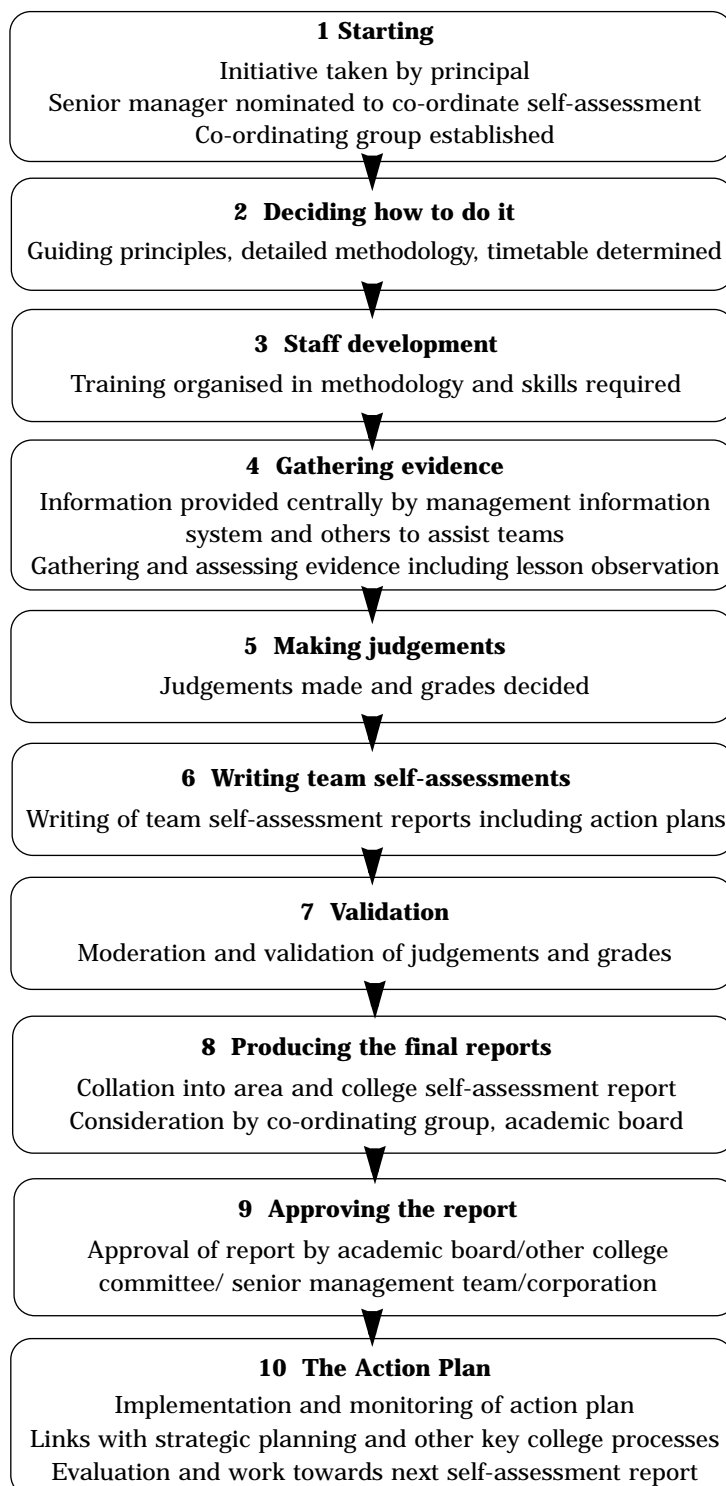 1 Starting
Initiative taken by principal
Senior manager nominated to co-ordinate self-assessment
Co-ordinating group established
2 Deciding how to do it
Guiding principles, detailed methodology, timetable determined
3 Staff development
Training organised in methodology and skills required
4 Gathering evidence
Information provided centrally by management information
system and others to assist teams
Gathering and assessing evidence including lesson observation
5 Making judgements
Judgements made and grades decided
6 Writing team self-assessments
Writing of team self-assessment reports including action plans
7 Validation
Moderation and validation of judgements and grades
8 Producing the final reports
Collation into area and college self-assessment report
Consideration by co-ordinating group, academic board
9 Approving the report
Approval of report by academic board/other college
committee/ senior management team/corporation
10 The Action Plan
Implementation and monitoring of action plan
Links with strategic planning and other key college processes
Evaluation and work towards next self-assessment report